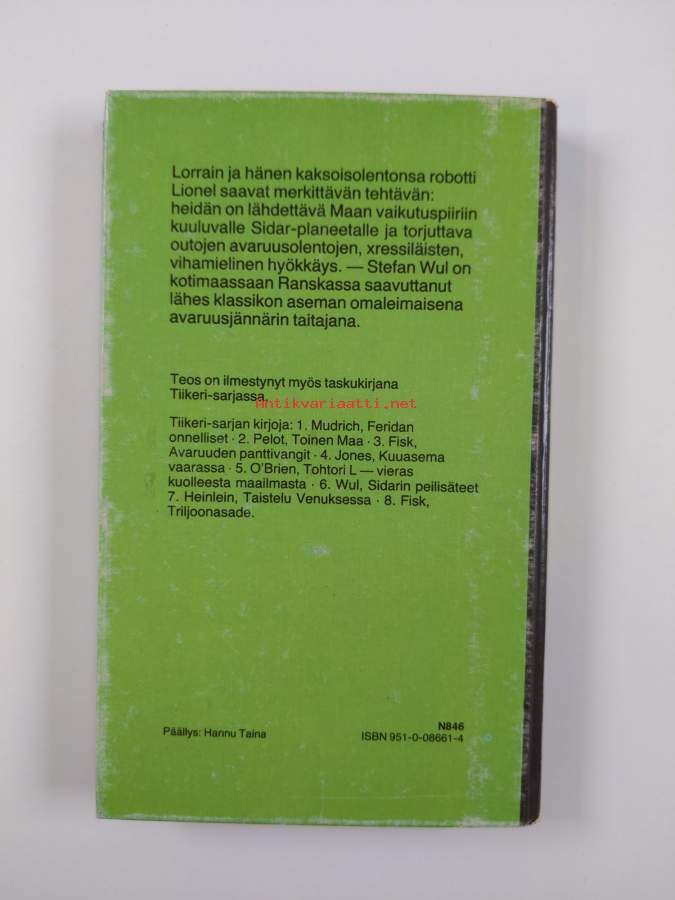 Lorrain ja hänen kaksoisolentonsa robotti
Lionel saavat merkittävän tehtävän:
heidän on lähdettävä Maan vaikutuspiiriin
kuuluvalle Sidar-planeetalle ja torjuttava
outojen avaruusolentojen, xressiläisten,
vihamielinen hyökkäys. — Stefan Wul on
kotimaassaan Ranskassa saavuttanut
lähes klassikon aseman omaleimaisena
avaruusjännärin taitajana.
Teos on ilmestynyt myös taskukirjana
Tiikeri-sarjassa.
Antikvariaatti.net
Tiikeri-sarjan kirjoja: 1. Mudrich, Feridan
onnelliset · 2. Pelot, Toinen Maa · 3. Fisk,
Avaruuden panttivangit · 4. Jones, Kuuasema
vaarassa · 5. O'Brien, Tohtori L — vieras
kuolleesta maailmasta · 6. Wul, Sidarin peilisäteet
7. Heinlein, Taistelu Venuksessa · 8. Fisk,
Triljoonasade.
N846
Päällys: Hannu Taina ISBN 951-0-08661-4